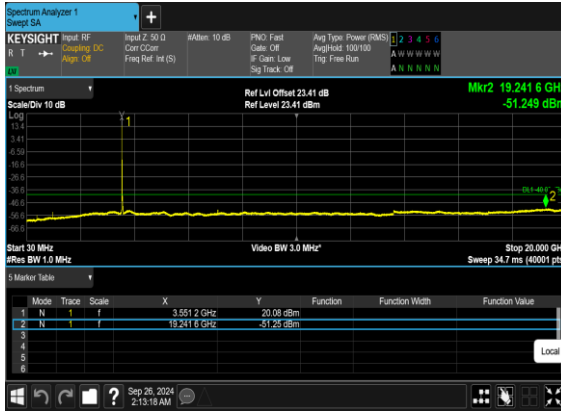 Spectrum Analyzer 1
Swept SA
+
KEYSIGHT Input: RF Input Z: 50 Ω #Atten: 10 dB PNO: Fast Avg Type: Power (RMS) 1 2 3 4 5 6
R T Coupling: DC Corr CCorr Gate: Off Avg|Hold: 100/100 A W W W W W
Align: Off Freq Ref: Int (S) IF Gain: Low Trig: Free Run
Sig Track: Off A N N N N N
1 Spectrum
Scale/Div 10 dB
Ref Lvl Offset 23.41 dB
Ref Level 23.41 dBm
Mkr2 19.241 6 GH
-51.249 dBm
Log
13.4
3.41
-6.59
-16.6
-26.6
-36.6
-46.6
-56.6
-66.6
1
2
Start 30 MHz Video BW 3.0 MHz* Stop 20.000 GH
#Res BW 1.0 M Sweep 34.7 ms (40001 pts
5 Marker Table
Mode Trace Scale X Y Function Function Width Function Value
1 N 1 f 3.551 2 GHz 20.08 dBm
2 N 1 f 19.241 6 GHz -51.25 dBm
3
4
5
6
Local
?
Sep 26, 2024
2:13:18 AM